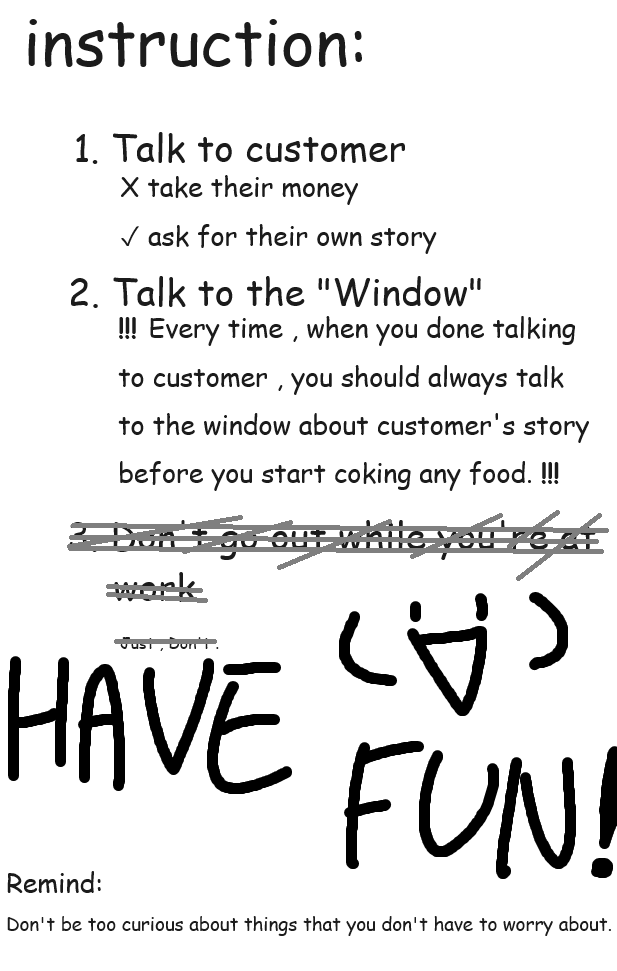 instruction:
1. Talk to customer
X take their money
✓ ask for their own story
2. Talk to the "Window"
!!! Every time , when you done talking
to customer , you should always talk
to the window about customer's story
before you start coking any food. !!!
3. Don't go out while you're at
work
Just , Don't .
HAVE
FUN!
Remind:
Don't be too curious about things that you don't have to worry about.